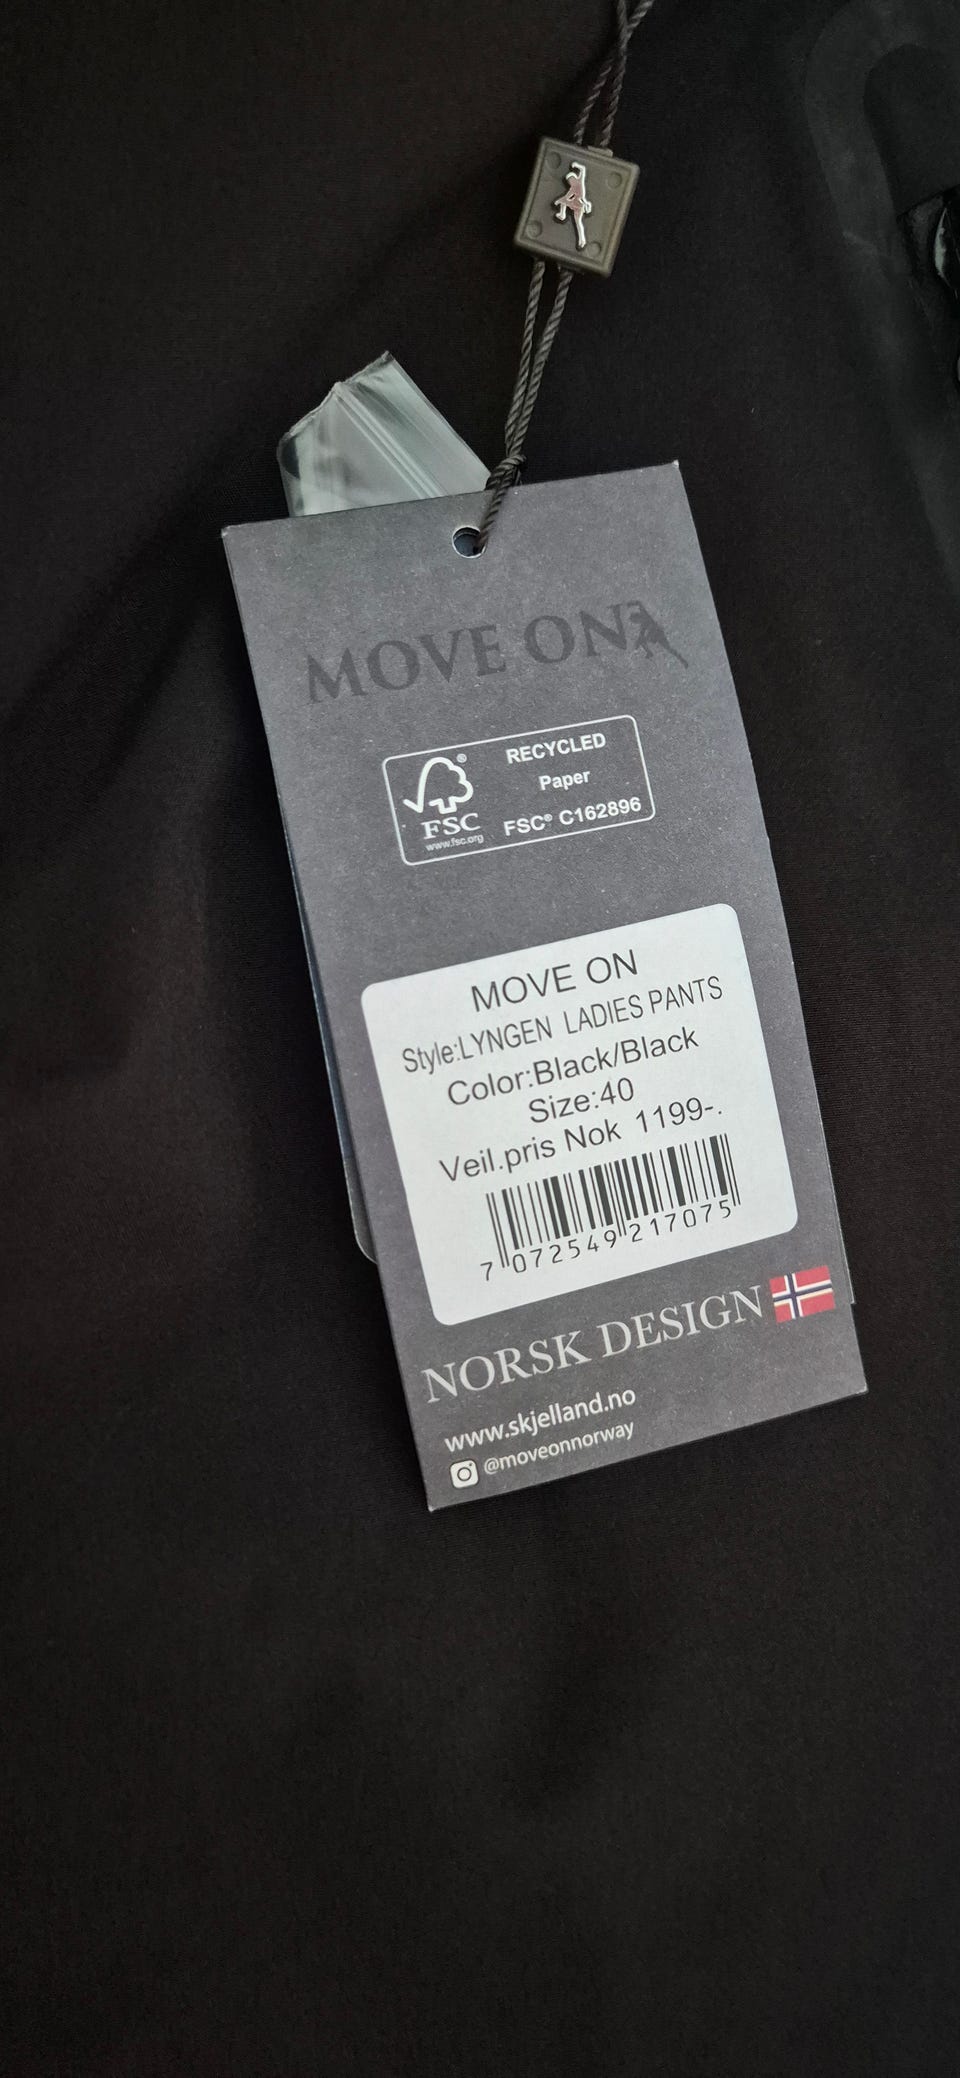 MOVE ON
RECYCLED
Paper
FSC® C162896
FSC®
www.fsc.org
MOVE ON
Style:LYNGEN LADIES PANTS
Color:Black/Black
Size:40
Veil.pris Nok 1199-.
7 072549 217075
NORSK DESIGN
www.skjelland.no
@moveonnorway